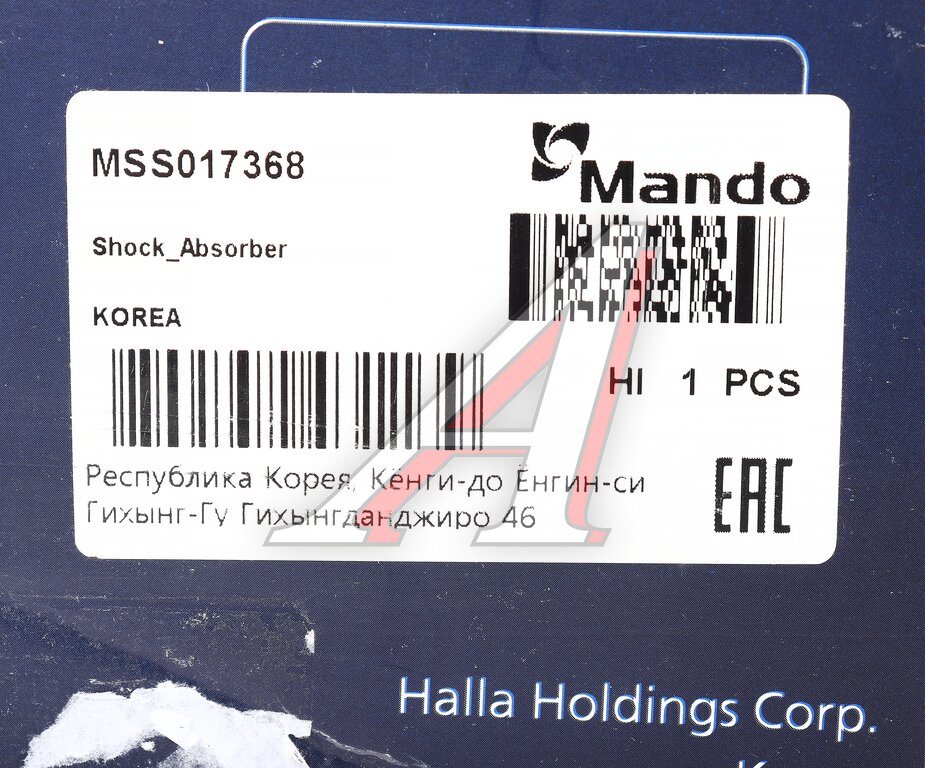 MSS017368
Mando
Shock_Absorber
KOREA
HI 1 PCS
Республика Корея, Кёнги-до Ёнгин-си
Гихынг-Гу Гихынгданджиро 46
EAC
Halla Holdings Corp.